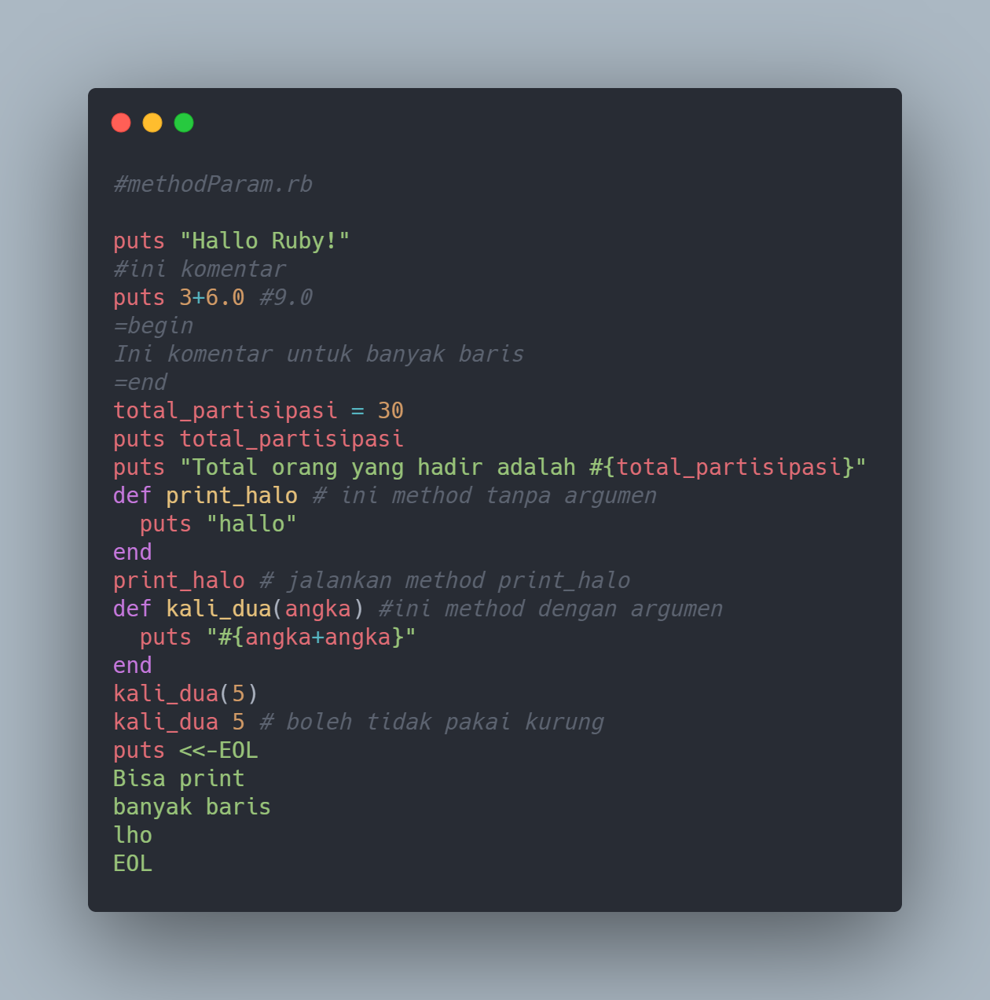 #methodParam.rb

puts "Hallo Ruby!"
#ini komentar
puts 3+6.0 #9.0
=begin
Ini komentar untuk banyak baris
=end
total_partisipasi = 30
puts total_partisipasi
puts "Total orang yang hadir adalah #{total_partisipasi}"
def print_halo # ini method tanpa argumen
  puts "hallo"
end
print_halo # jalankan method print_halo
def kali_dua(angka) #ini method dengan argumen
  puts "#{angka+angka}"
end
kali_dua(5)
kali_dua 5 # boleh tidak pakai kurung
puts <<-EOL
Bisa print
banyak baris
lho
EOL